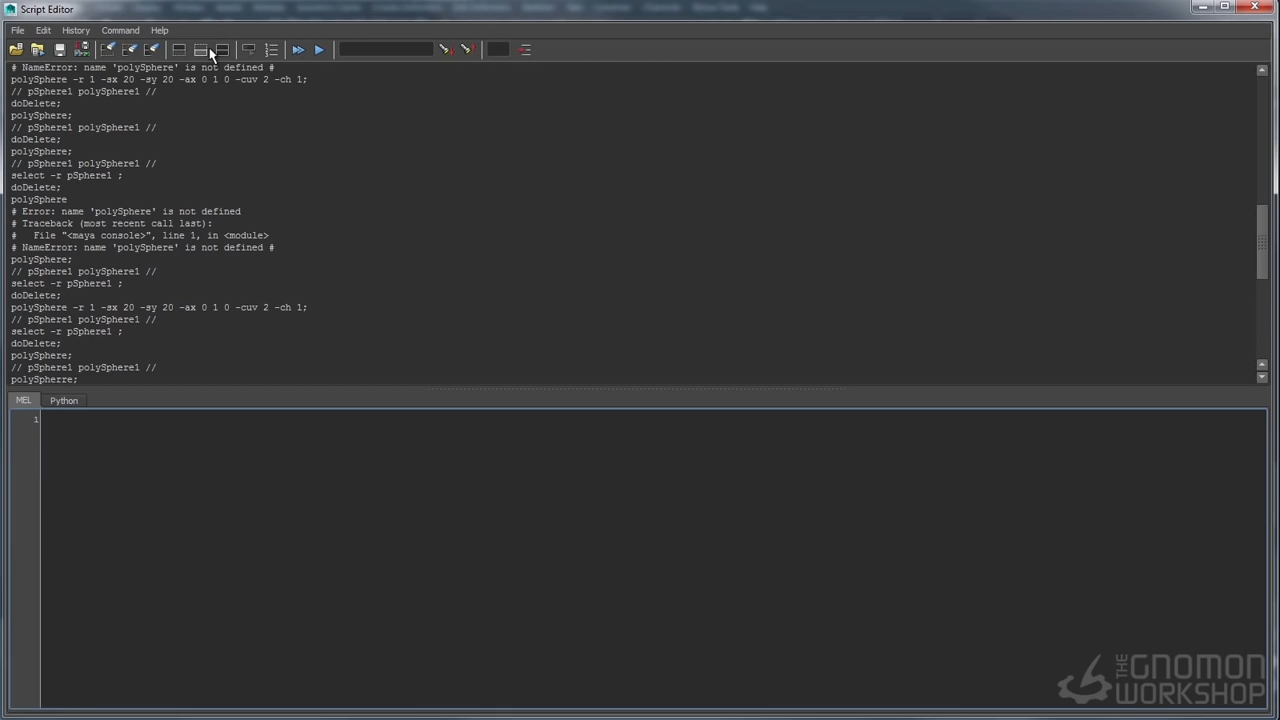 Script Editor
File Edit History Command Help
# NameError: name 'polySphere' is not defined #
polySphere -r 1 -sx 20 -sy 20 -ax 0 1 0 -cuv 2 -ch 1;
// pSphere1 polySphere1 //
doDelete;
polySphere;
// pSphere1 polySphere1 //
doDelete;
polySphere;
// pSphere1 polySphere1 //
select -r pSphere1 ;
doDelete;
polySphere
# Error: name 'polySphere' is not defined
# Traceback (most recent call last):
#   File "<maya console>", line 1, in <module>
# NameError: name 'polySphere' is not defined #
polySphere;
// pSphere1 polySphere1 //
select -r pSphere1 ;
doDelete;
polySphere -r 1 -sx 20 -sy 20 -ax 0 1 0 -cuv 2 -ch 1;
// pSphere1 polySphere1 //
select -r pSphere1 ;
doDelete;
polySphere;
// pSphere1 polySphere1 //
polySpherre;
MEL Python
1
THE GNOMON
WORKSHOP